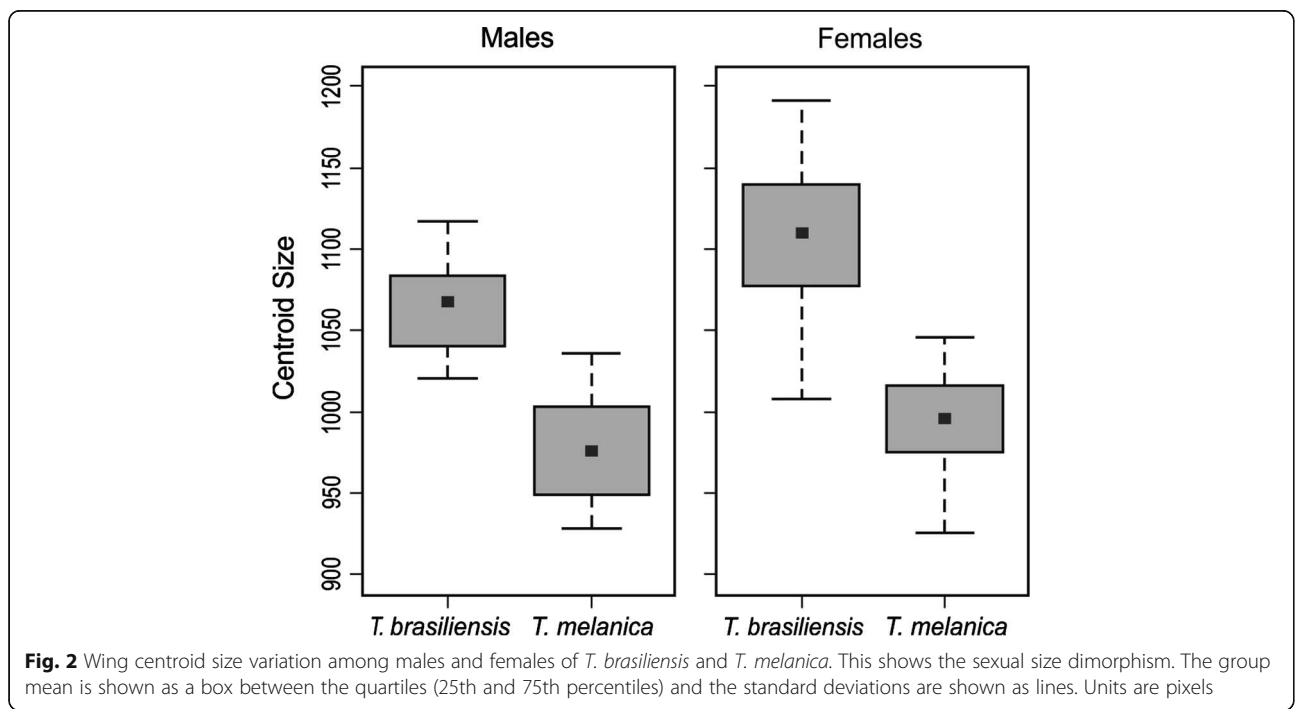 Males
Females
Centroid Size
1200
1150
1100
1050
1000
950
900
T. brasiliensis T. melanica
T. brasiliensis T. melanica
Fig. 2 Wing centroid size variation among males and females of T. brasiliensis and T. melanica. This shows the sexual size dimorphism. The group
mean is shown as a box between the quartiles (25th and 75th percentiles) and the standard deviations are shown as lines. Units are pixels